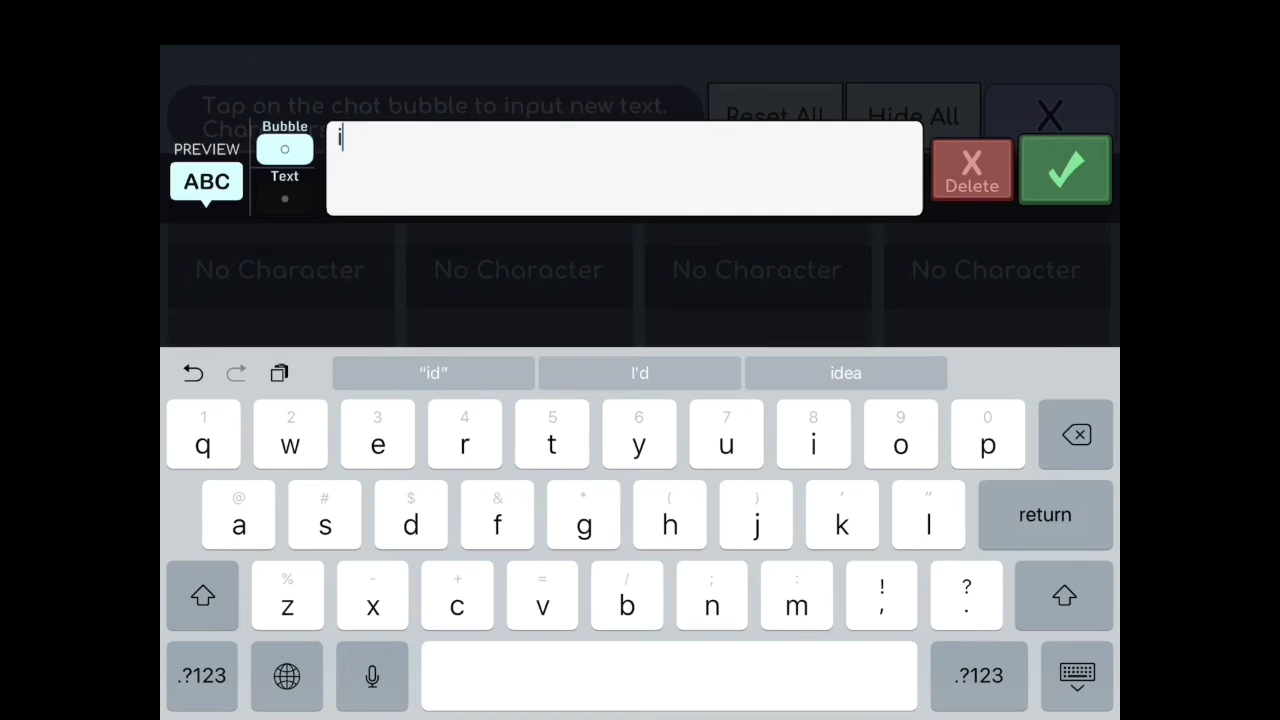 Tap on the chat bubble to input new text.
Reset All
Hide All
X
Bubble
PREVIEW
ABC
Text
i
X
Delete
No Character
No Character
No Character
No Character
“id”
I'd
idea
1 2 3 4 5 6 7 8 9 0
q w e r t y u i o p
@ # $ & * ( ) ' "
a s d f g h j k l
return
% - + = / ; : ! ?
z x c v b n m , .
.?123
.?123